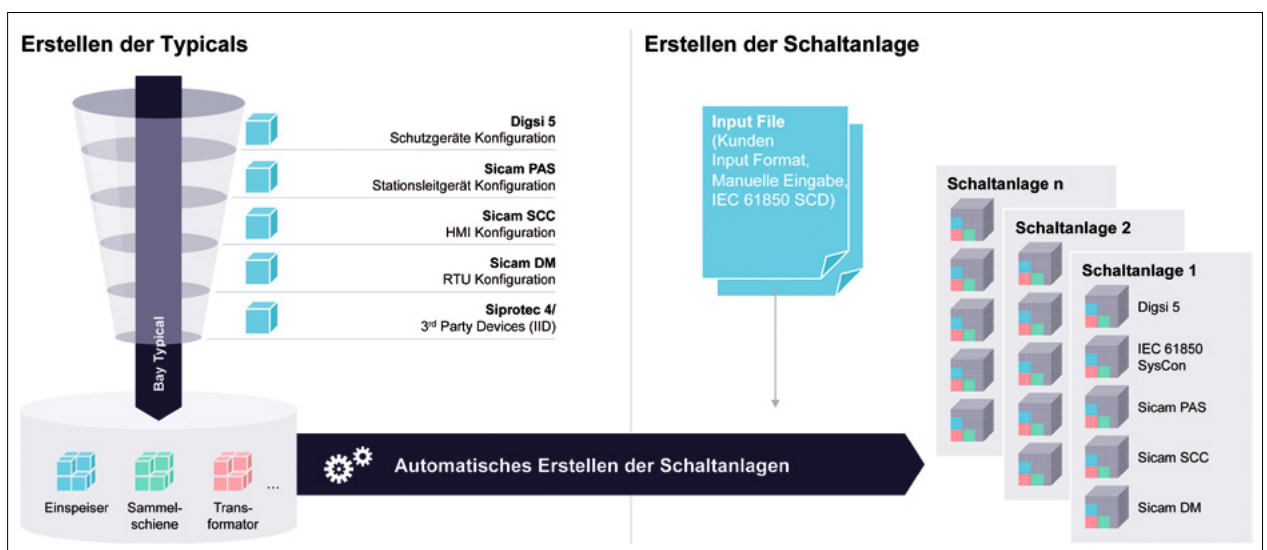 Erstellen der Typicals
Digsi 5
Schutzgeräte Konfiguration
Sicam PAS
Stationsleitgerät Konfiguration
Sicam SCC
HMI Konfiguration
Sicam DM
RTU Konfiguration
Siprotec 4/
3rd Party Devices (IID)
Bay Typical
Einspeiser
Sammel-
schiene
Trans-
formator
...
Automatisches Erstellen der Schaltanlagen
Erstellen der Schaltanlage
Input File
(Kunden
Input Format,
Manuelle Eingabe,
IEC 61850 SCD)
Schaltanlage n
Schaltanlage 2
Schaltanlage 1
Digsi 5
IEC 61850
SysCon
Sicam PAS
Sicam SCC
Sicam DM